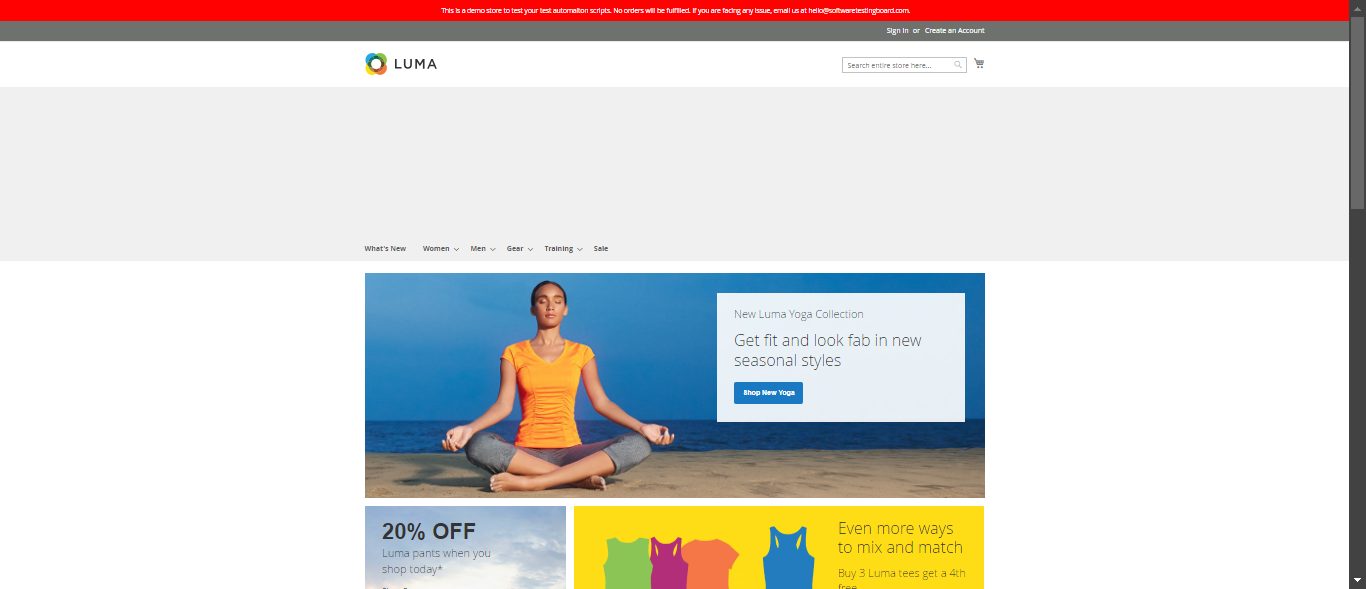 This is a demo store to test your test automaiton scripts. No orders will be fulfilled. If you are facing any issue, email us at hello@softwaretestingboard.com.
Sign In or Create an Account
LUMA
Search entire store here...
What's New Women Men Gear Training Sale
New Luma Yoga Collection
Get fit and look fab in new
seasonal styles
Shop New Yoga
20% OFF
Luma pants when you
shop today*
Even more ways
to mix and match
Buy 3 Luma tees get a 4th
free